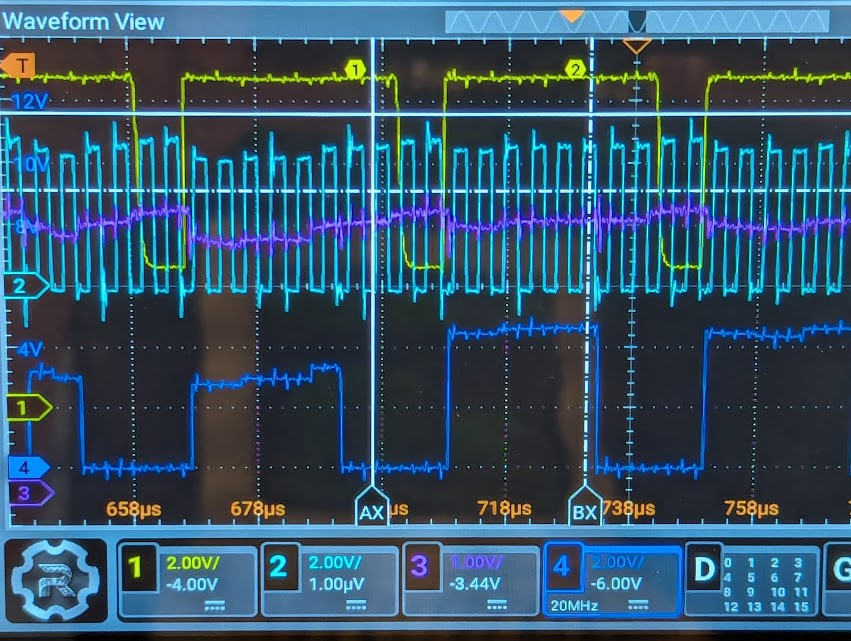 Waveform View
T
1
2
12V
10V
8V
2
4V
1
4
3
658µs
678µs
AX
µs
718µs
BX
738µs
758µs
1
2.00V/
-4.00V
2
2.00V/
1.00µV
3
1.00V/
-3.44V
4
2.00V/
-6.00V
20MHz
D
0 1 2 3
4 5 6 7
8 9 10 11
12 13 14 15
G